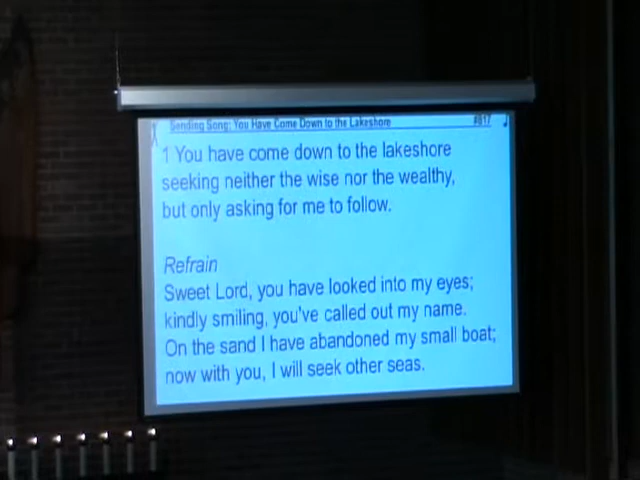 Sending Song: You Have Come Down to the Lakeshore #817
1 You have come down to the lakeshore
seeking neither the wise nor the wealthy,
but only asking for me to follow.
Refrain
Sweet Lord, you have looked into my eyes;
kindly smiling, you've called out my name.
On the sand I have abandoned my small boat;
now with you, I will seek other seas.